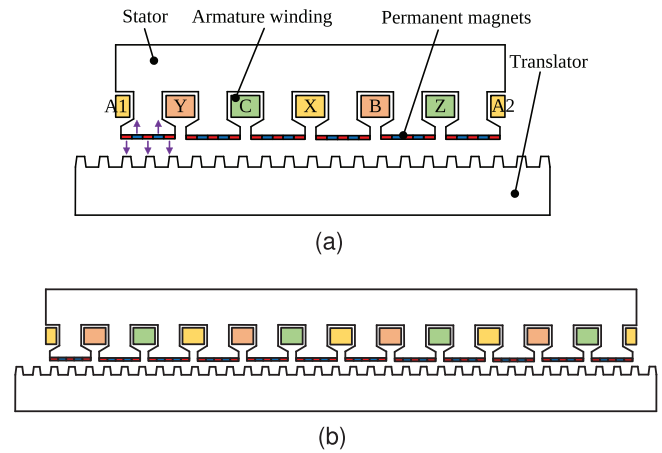 Stator
Armature winding
Permanent magnets
Translator
A1 Y C X B Z A2
(a)
(b)